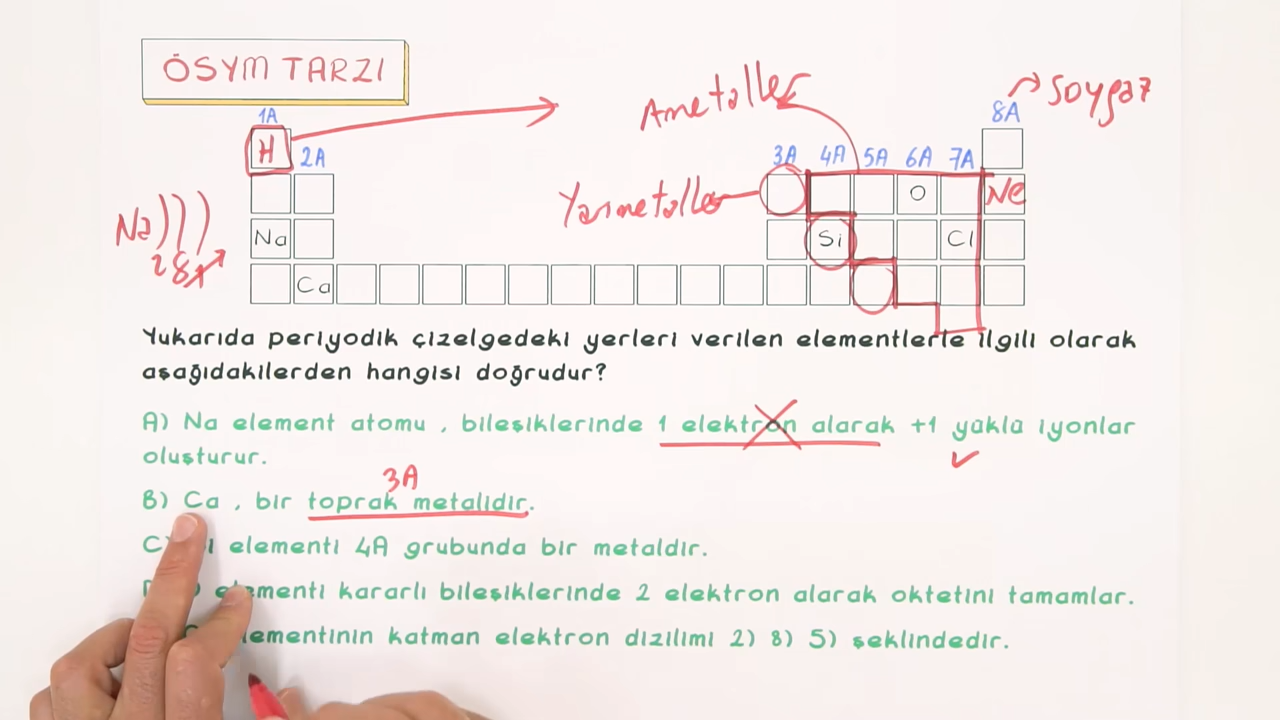 ÖSYM TARZI
Ametaller
8A
Soygaz
1A
H
2A
3A 4A 5A 6A 7A
Yarımetaller
O
Ne
Na
2 8 1
Na
Si
Cl
Ca
Yukarıda periyodik çizelgedeki yerleri verilen elementlerle ilgili olarak
aşağıdakilerden hangisi doğrudur?
A) Na element atomu , bileşiklerinde 1 elektron alarak +1 yüklü iyonlar
oluşturur.
3A
B) Ca , bir toprak metalidir.
elementi 4A grubunda bir metaldir.
elementi kararlı bileşiklerinde 2 elektron alarak oktetini tamamlar.
elementinin katman elektron dizilimi 2) 8) 5) şeklindedir.